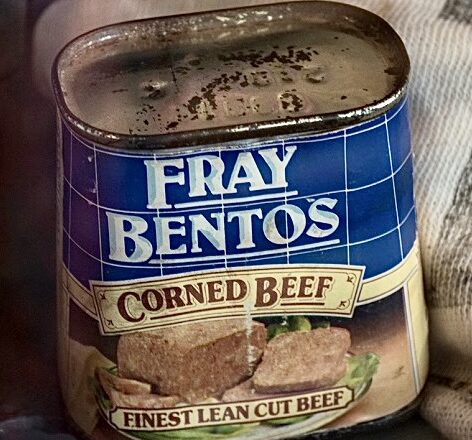 FRAY
BENTOS
CORNED BEEF
FINEST LEAN CUT BEEF